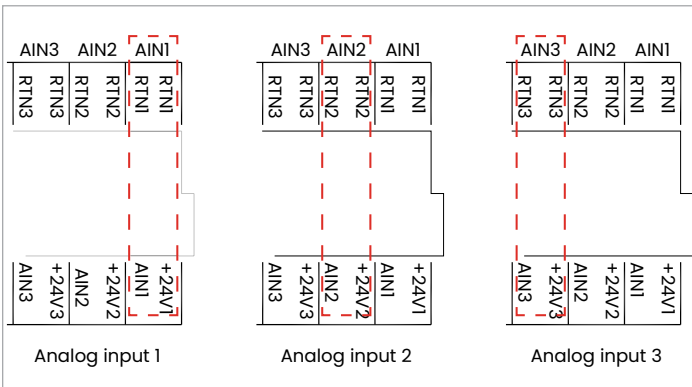 AIN3 AIN2 AIN1
RTN3 RTN3 RTN2 RTN2 RTN1 RTN1
AIN3 +24V3 AIN2 +24V2 AIN1 +24V1
Analog input 1
AIN3 AIN2 AIN1
RTN3 RTN3 RTN2 RTN2 RTN1 RTN1
AIN3 +24V3 AIN2 +24V2 AIN1 +24V1
Analog input 2
AIN3 AIN2 AIN1
RTN3 RTN3 RTN2 RTN2 RTN1 RTN1
AIN3 +24V3 AIN2 +24V2 AIN1 +24V1
Analog input 3